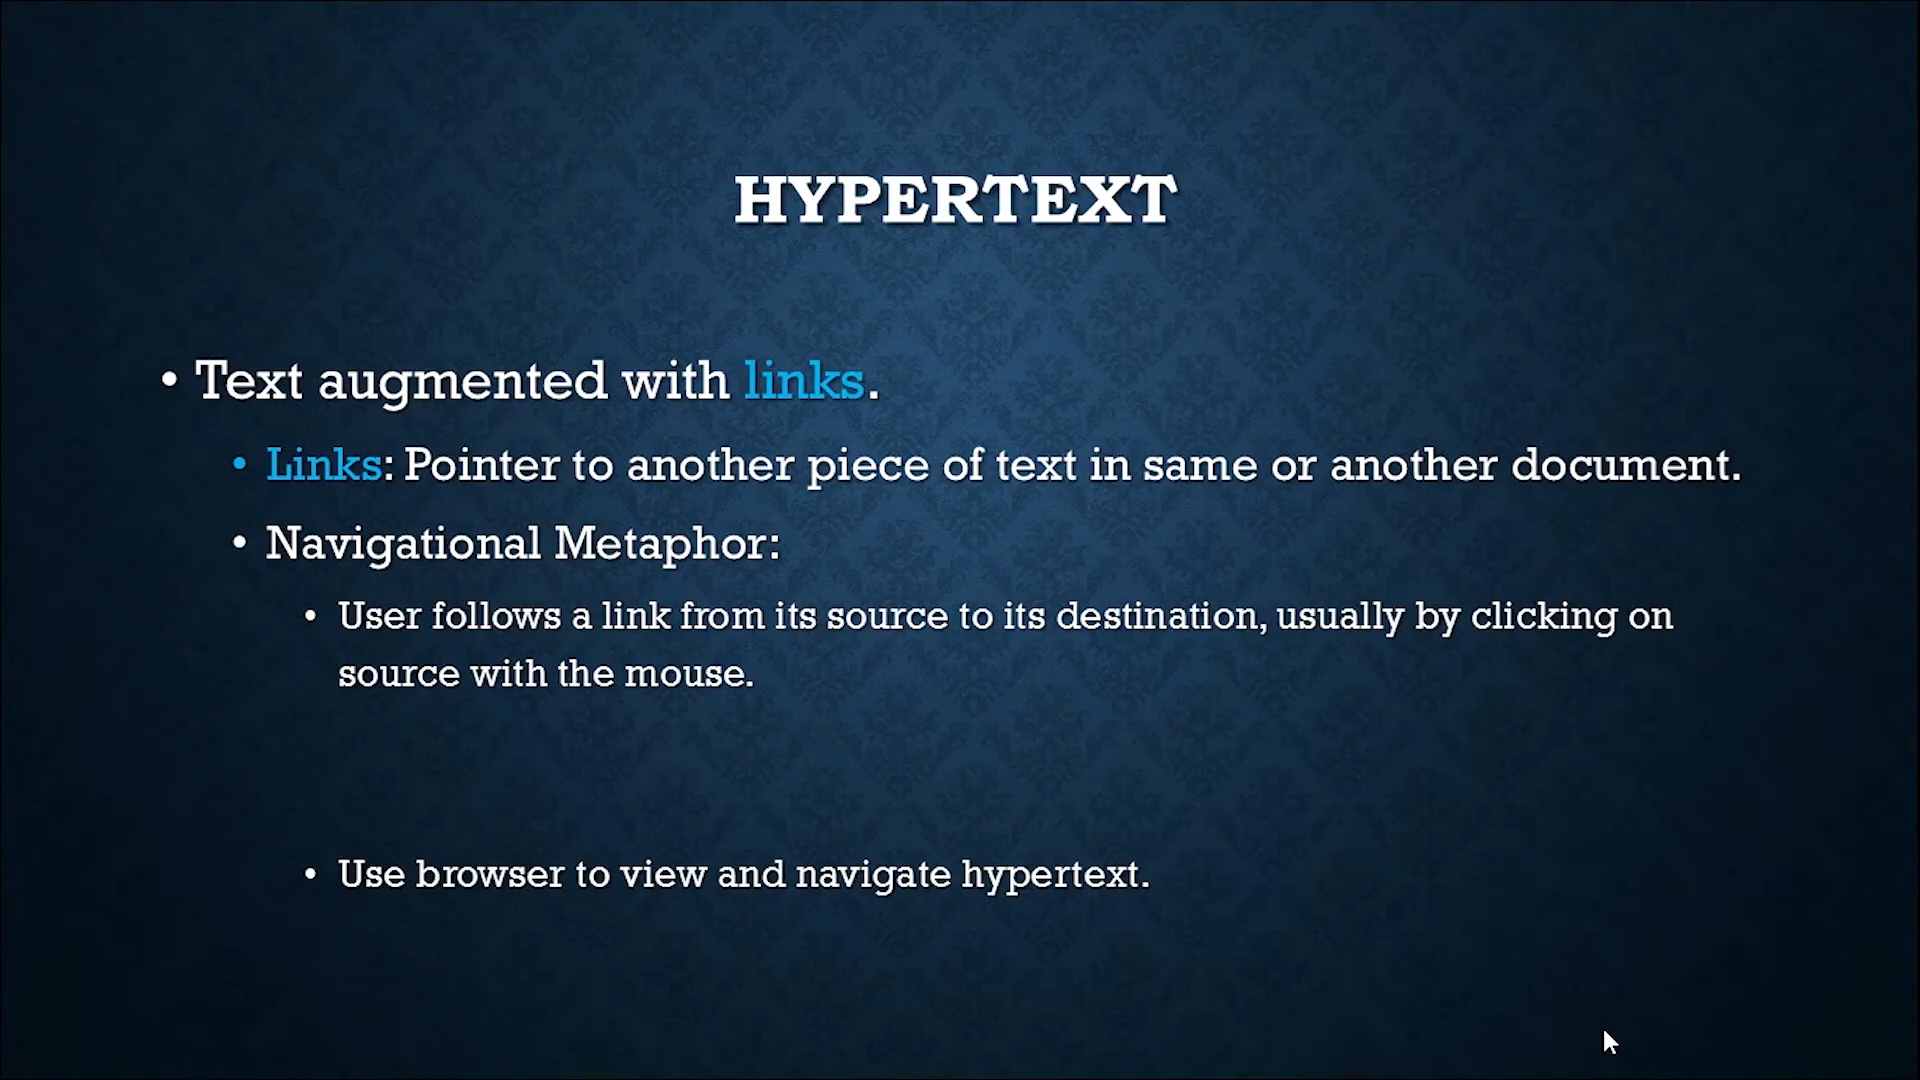 HYPERTEXT
• Text augmented with links.
• Links: Pointer to another piece of text in same or another document.
• Navigational Metaphor:
• User follows a link from its source to its destination, usually by clicking on
source with the mouse.
• Use browser to view and navigate hypertext.